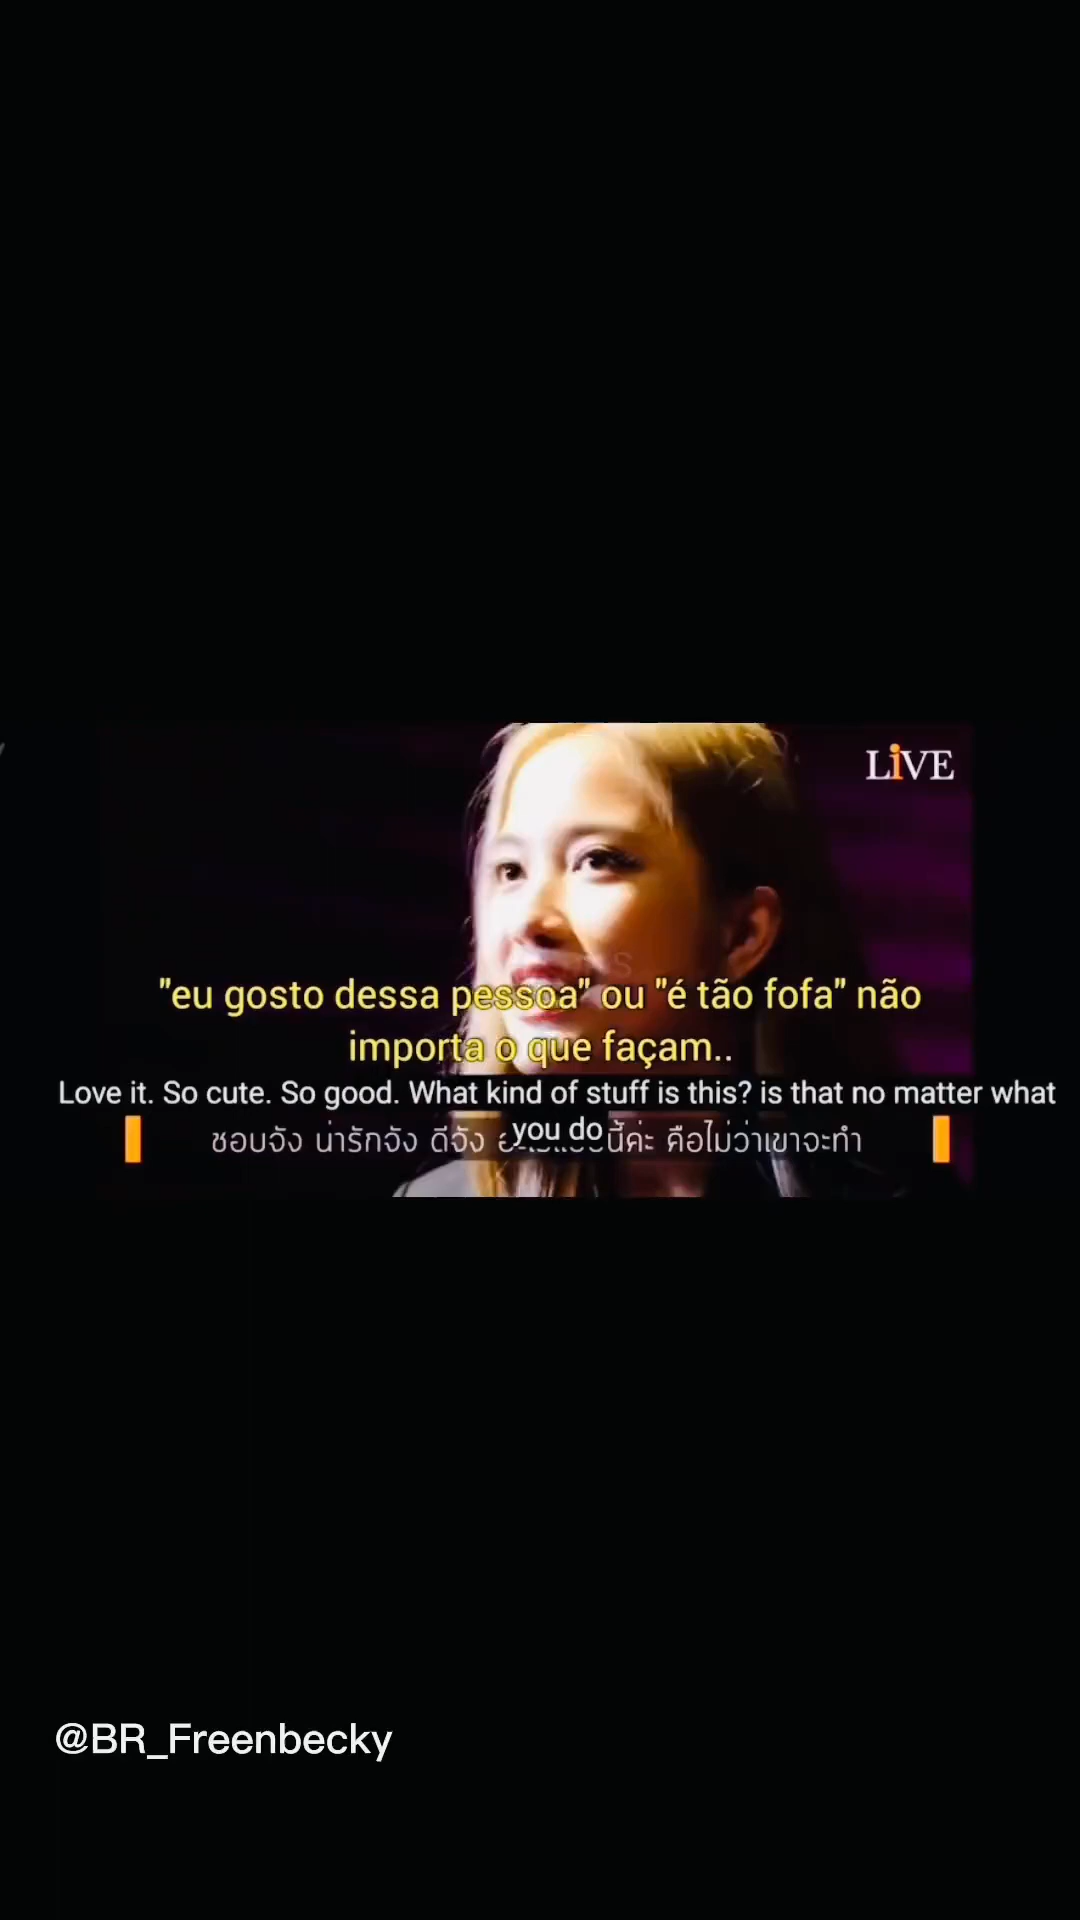 LiVE
"eu gosto dessa pessoa" ou "é tão fofa" não
importa o que façam..
Love it. So cute. So good. What kind of stuff is this? is that no matter what
you do
ชอบจัง น่ารักจัง ดีจัง นี้ค่ะ คือไม่ว่าเขาจะทำ
@BR_Freenbecky